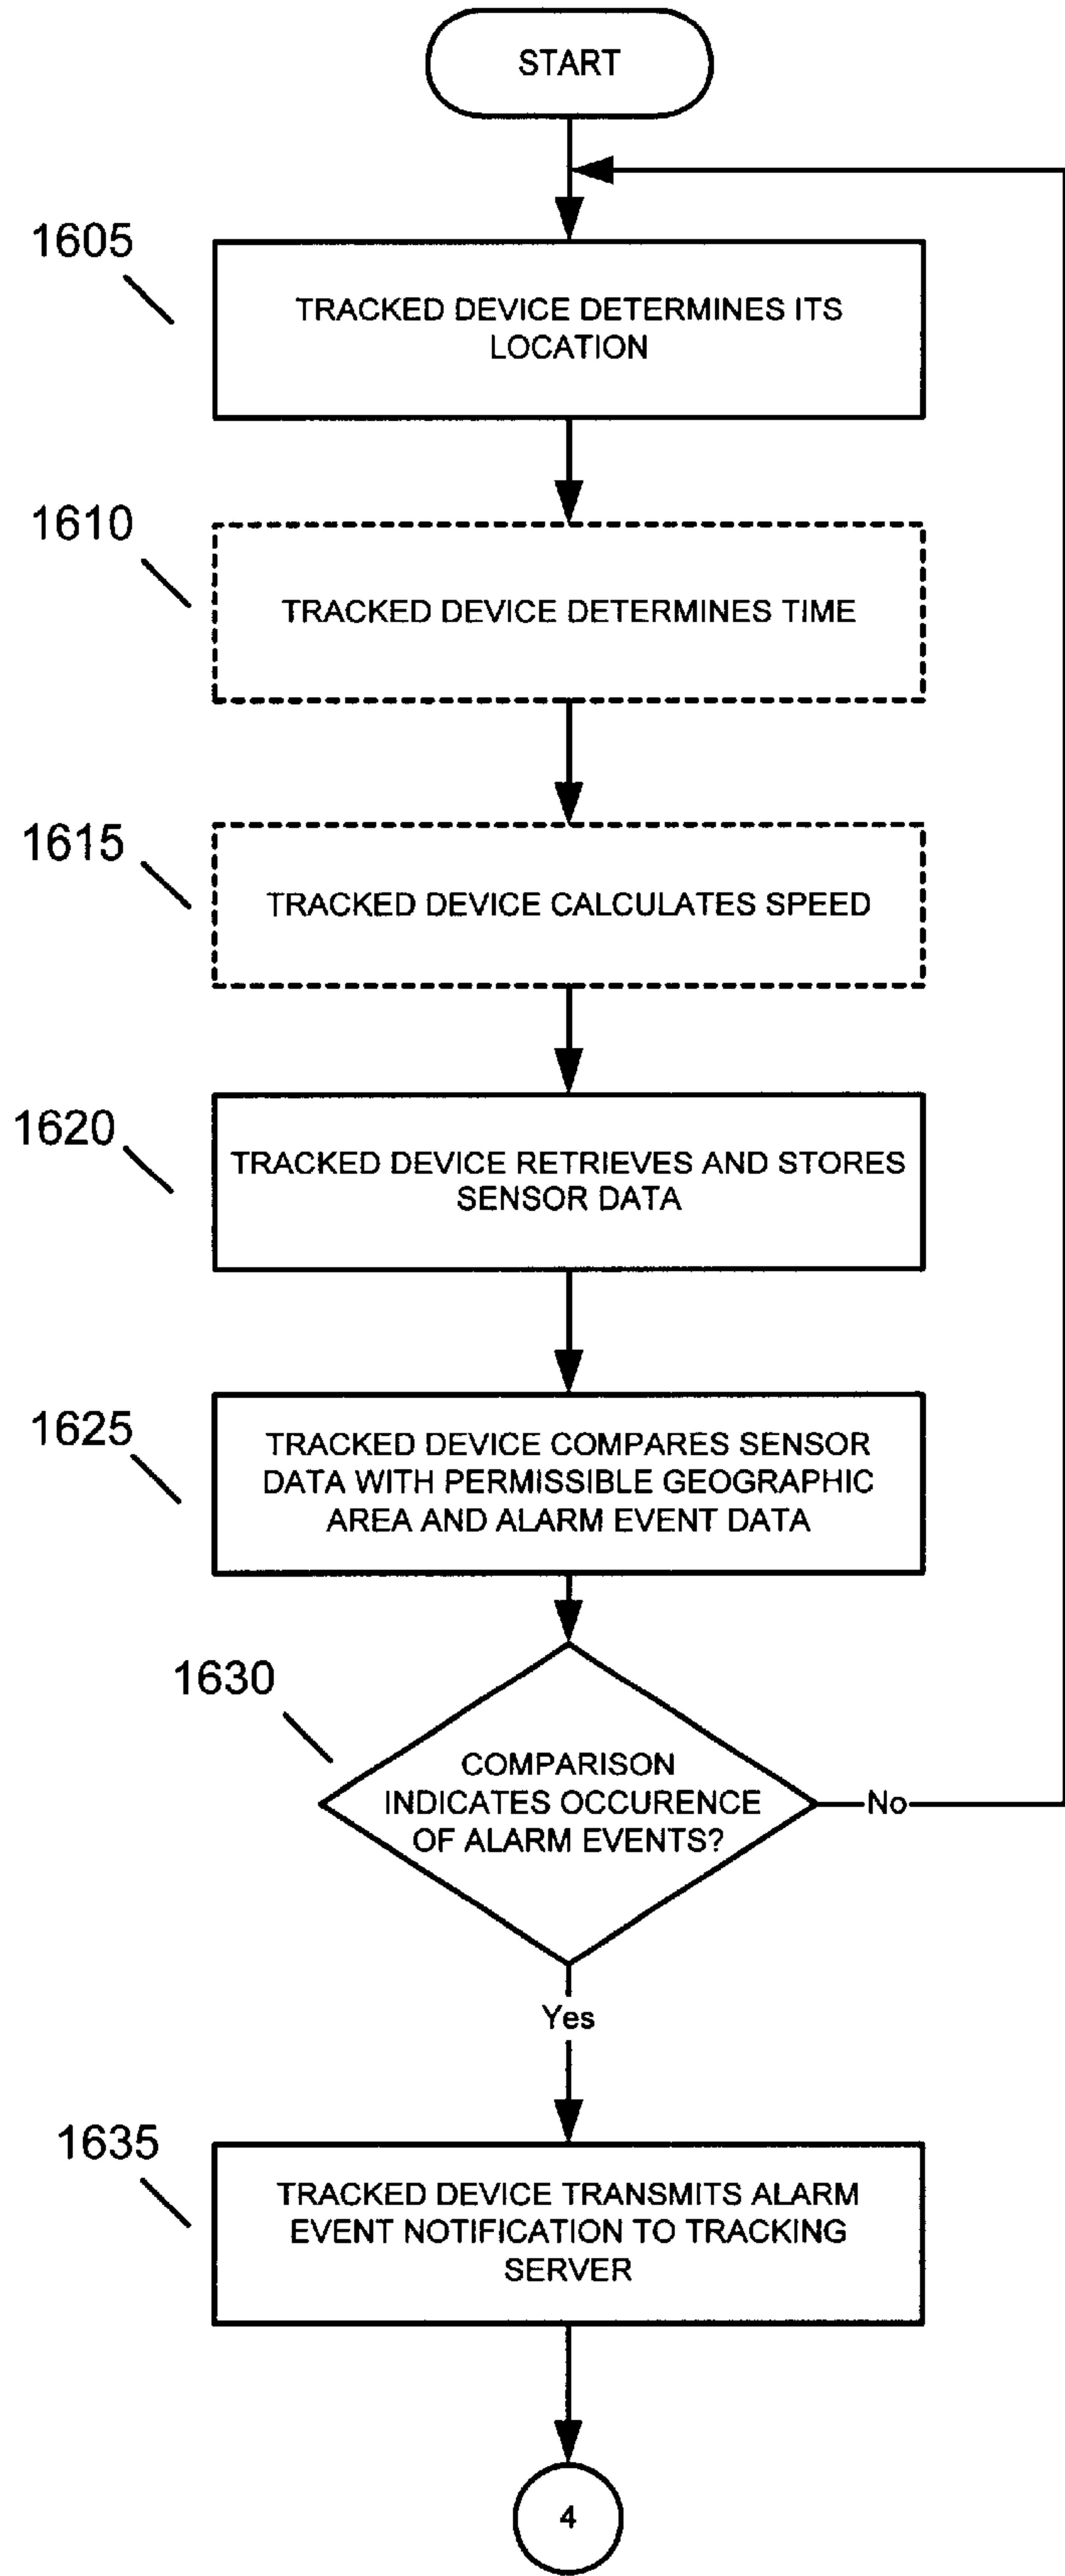 START
1605
TRACKED DEVICE DETERMINES ITS
LOCATION
1610
TRACKED DEVICE DETERMINES TIME
1615
TRACKED DEVICE CALCULATES SPEED
1620
TRACKED DEVICE RETRIEVES AND STORES
SENSOR DATA
1625
TRACKED DEVICE COMPARES SENSOR
DATA WITH PERMISSIBLE GEOGRAPHIC
AREA AND ALARM EVENT DATA
1630
COMPARISON
INDICATES OCCURENCE
OF ALARM EVENTS?
No
Yes
1635
TRACKED DEVICE TRANSMITS ALARM
EVENT NOTIFICATION TO TRACKING
SERVER
4